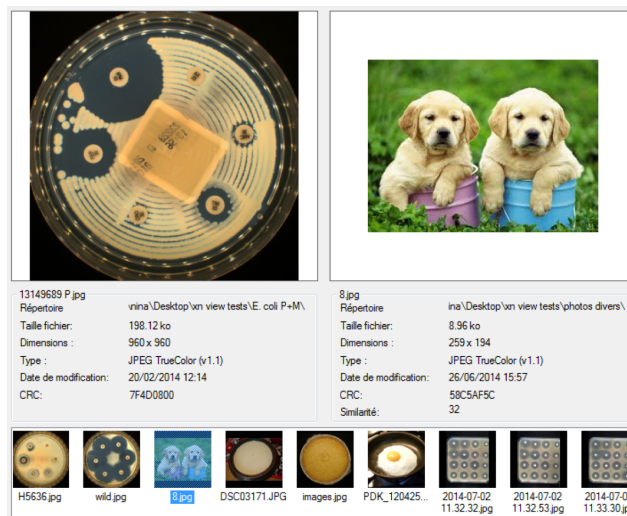 13149689 P.jpg
Répertoire \nina\Desktop\xn view tests\E. coli P+M\
Taille fichier: 198.12 ko
Dimensions : 960 x 960
Type : JPEG TrueColor (v1.1)
Date de modification: 20/02/2014 12:14
CRC: 7F4D0800
8.jpg
Répertoire ina\Desktop\xn view tests\photos divers\
Taille fichier: 8.96 ko
Dimensions : 259 x 194
Type : JPEG TrueColor (v1.1)
Date de modification: 26/06/2014 15:57
CRC: 58C5AF5C
Similarité: 32
H5636.jpg wild.jpg 8.jpg DSC03171.JPG images.jpg PDK_120425... 2014-07-02 2014-07-02 2014-07-0
11.32.32.jpg 11.32.53.jpg 11.33.30.jp